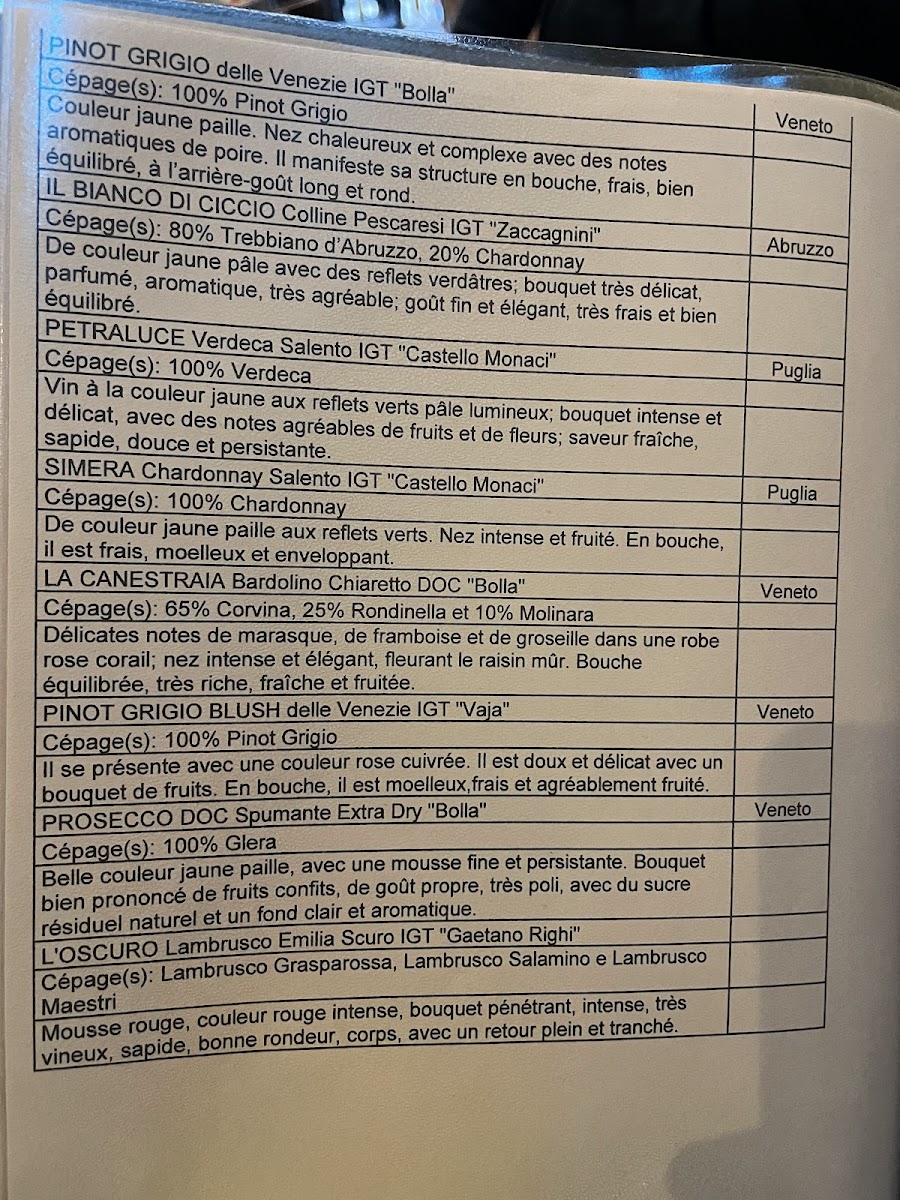 PINOT GRIGIO delle Venezie IGT "Bolla"
Veneto
Cépage(s): 100% Pinot Grigio
Couleur jaune paille. Nez chaleureux et complexe avec des notes
aromatiques de poire. Il manifeste sa structure en bouche, frais, bien
équilibré, à l'arrière-goût long et rond.
IL BIANCO DI CICCIO Colline Pescaresi IGT "Zaccagnini"
Abruzzo
Cépage(s): 80% Trebbiano d'Abruzzo, 20% Chardonnay
De couleur jaune pâle avec des reflets verdâtres; bouquet très délicat,
parfumé, aromatique, très agréable; goût fin et élégant, très frais et bien
équilibré.
PETRALUCE Verdeca Salento IGT "Castello Monaci"
Puglia
Cépage(s): 100% Verdeca
Vin à la couleur jaune aux reflets verts pâle lumineux; bouquet intense et
délicat, avec des notes agréables de fruits et de fleurs; saveur fraîche,
sapide, douce et persistante.
SIMERA Chardonnay Salento IGT "Castello Monaci"
Puglia
Cépage(s): 100% Chardonnay
De couleur jaune paille aux reflets verts. Nez intense et fruité. En bouche,
il est frais, moelleux et enveloppant.
LA CANESTRAIA Bardolino Chiaretto DOC "Bolla"
Veneto
Cépage(s): 65% Corvina, 25% Rondinella et 10% Molinara
Délicates notes de marasque, de framboise et de groseille dans une robe
rose corail; nez intense et élégant, fleurant le raisin mûr. Bouche
équilibrée, très riche, fraîche et fruitée.
PINOT GRIGIO BLUSH delle Venezie IGT "Vaja"
Veneto
Cépage(s): 100% Pinot Grigio
Il se présente avec une couleur rose cuivrée. Il est doux et délicat avec un
bouquet de fruits. En bouche, il est moelleux,frais et agréablement fruité.
PROSECCO DOC Spumante Extra Dry "Bolla"
Veneto
Cépage(s): 100% Glera
Belle couleur jaune paille, avec une mousse fine et persistante. Bouquet
bien prononcé de fruits confits, de goût propre, très poli, avec du sucre
résiduel naturel et un fond clair et aromatique.
L'OSCURO Lambrusco Emilia Scuro IGT "Gaetano Righi"
Cépage(s): Lambrusco Grasparossa, Lambrusco Salamino e Lambrusco
Maestri
Mousse rouge, couleur rouge intense, bouquet pénétrant, intense, très
vineux, sapide, bonne rondeur, corps, avec un retour plein et tranché.